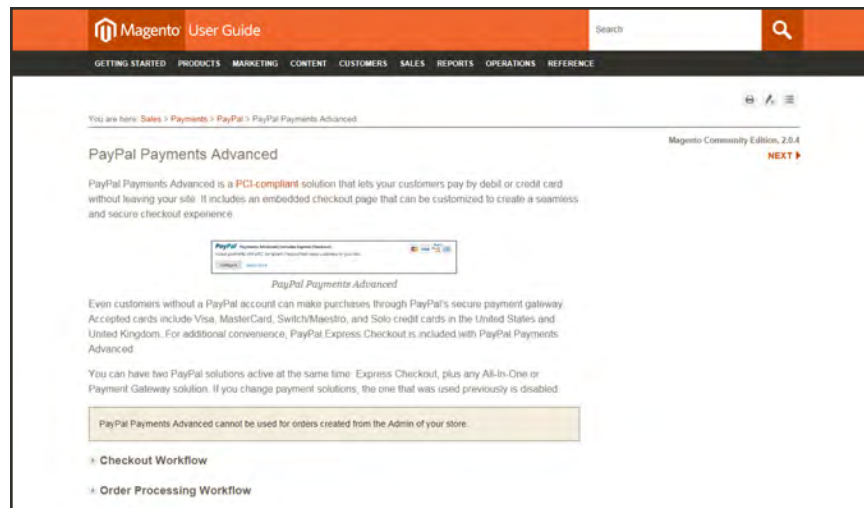 Magento User Guide
Search
GETTING STARTED PRODUCTS MARKETING CONTENT CUSTOMERS SALES REPORTS OPERATIONS REFERENCE
You are here: Sales > Payments > PayPal > PayPal Payments Advanced
Magento Community Edition, 2.0.4
NEXT
PayPal Payments Advanced
PayPal Payments Advanced is a PCI-compliant solution that lets your customers pay by debit or credit card
without leaving your site. It includes an embedded checkout page that can be customized to create a seamless
and secure checkout experience.
PayPal Payments Advanced (Includes Express Checkout)
Configure
PayPal Payments Advanced
Even customers without a PayPal account can make purchases through PayPal's secure payment gateway.
Accepted cards include Visa, MasterCard, Switch/Maestro, and Solo credit cards in the United States and
United Kingdom. For additional convenience, PayPal Express Checkout is included with PayPal Payments
Advanced.
You can have two PayPal solutions active at the same time: Express Checkout, plus any All-In-One or
Payment Gateway solution. If you change payment solutions, the one that was used previously is disabled.
PayPal Payments Advanced cannot be used for orders created from the Admin of your store.
Checkout Workflow
Order Processing Workflow